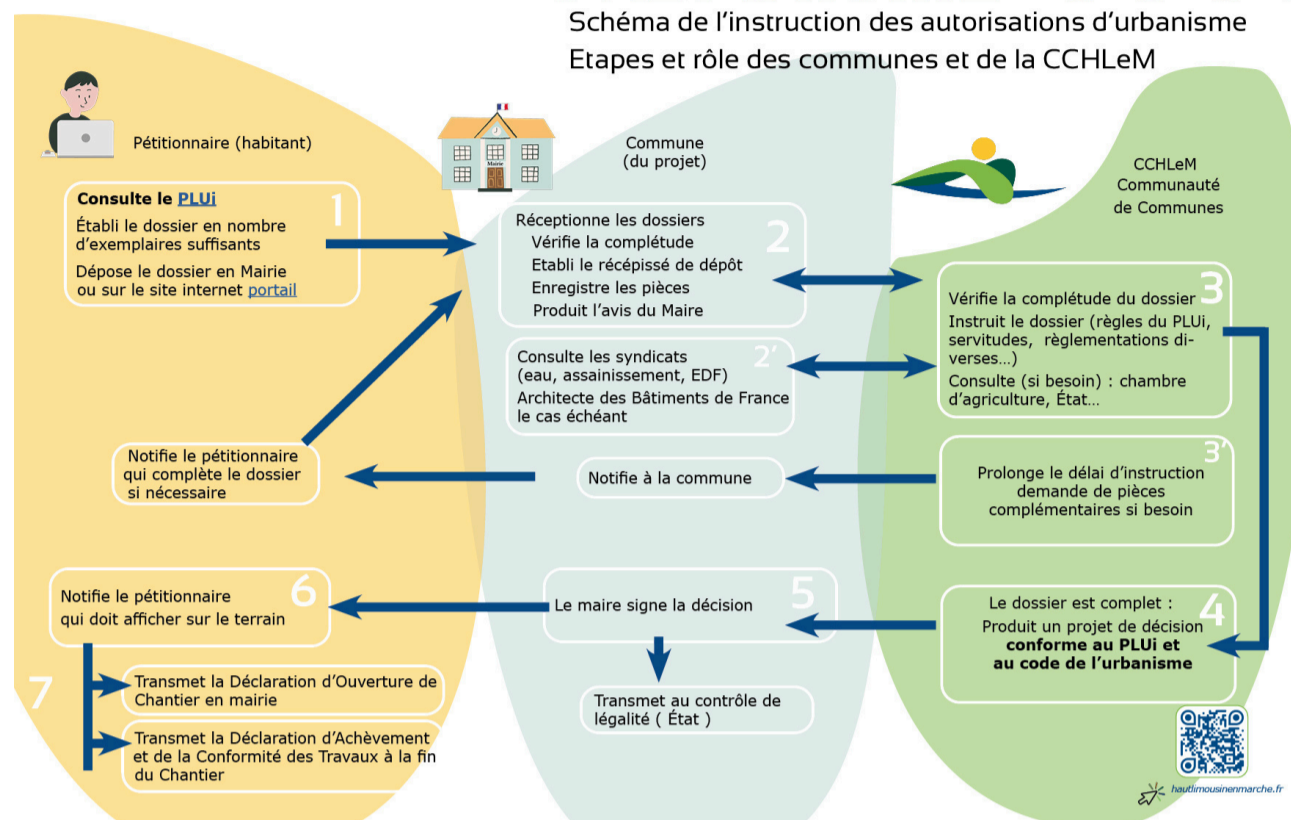 Schéma de l’instruction des autorisations d’urbanisme
Etapes et rôle des communes et de la CCHLeM
Pétitionnaire (habitant)
Consulte le PLUi
1
Établi le dossier en nombre
d’exemplaires suffisants
Dépose le dossier en Mairie
ou sur le site internet portail
Mairie
Commune
(du projet)
Réceptionne les dossiers
2
Vérifie la complétude
Etabli le récépissé de dépôt
Enregistre les pièces
Produit l’avis du Maire
Consulte les syndicats
2'
(eau, assainissement, EDF)
Architecte des Bâtiments de France
le cas échéant
CCHLeM
Communauté
de Communes
Vérifie la complétude du dossier
3
Instruit le dossier (règles du PLUi,
servitudes, règlementations di-
verses...)
Consulte (si besoin) : chambre
d’agriculture, État...
3'
Prolonge le délai d’instruction
demande de pièces
complémentaires si besoin
Notifie à la commune
Notifie le pétitionnaire
qui complète le dossier
si nécessaire
Le dossier est complet :
4
Produit un projet de décision
conforme au PLUi et
au code de l’urbanisme
Le maire signe la décision
5
Transmet au contrôle de
légalité ( État )
6
Notifie le pétitionnaire
qui doit afficher sur le terrain
7
Transmet la Déclaration d’Ouverture de
Chantier en mairie
Transmet la Déclaration d’Achèvement
et de la Conformité des Travaux à la fin
du Chantier
hautlimousinenmarche.fr